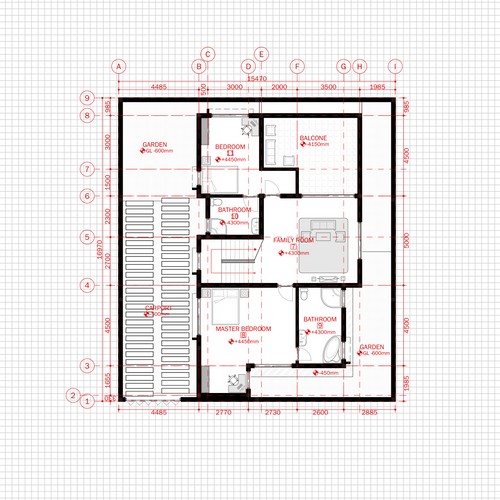 C E
A B D F G H I
15470
4485 500 3000 2000 3500 1985
9
985 985
8
GARDEN
GL -600mm
BEDROOM
+4450mm
BALCONE
-4150mm
3000 4500
7
1500
6
BATHROOM
10
-4300mm
2300
5
FAMILY ROOM
7
+4300mm
16970 2700 5000
4
CARPORT
MASTER BEDROOM
8
+4450mm
BATHROOM
+4300mm
4500 4500
GARDEN
GL -600mm
3
-450mm
1655 1985
2 1
4485 2770 2730 2600 2885